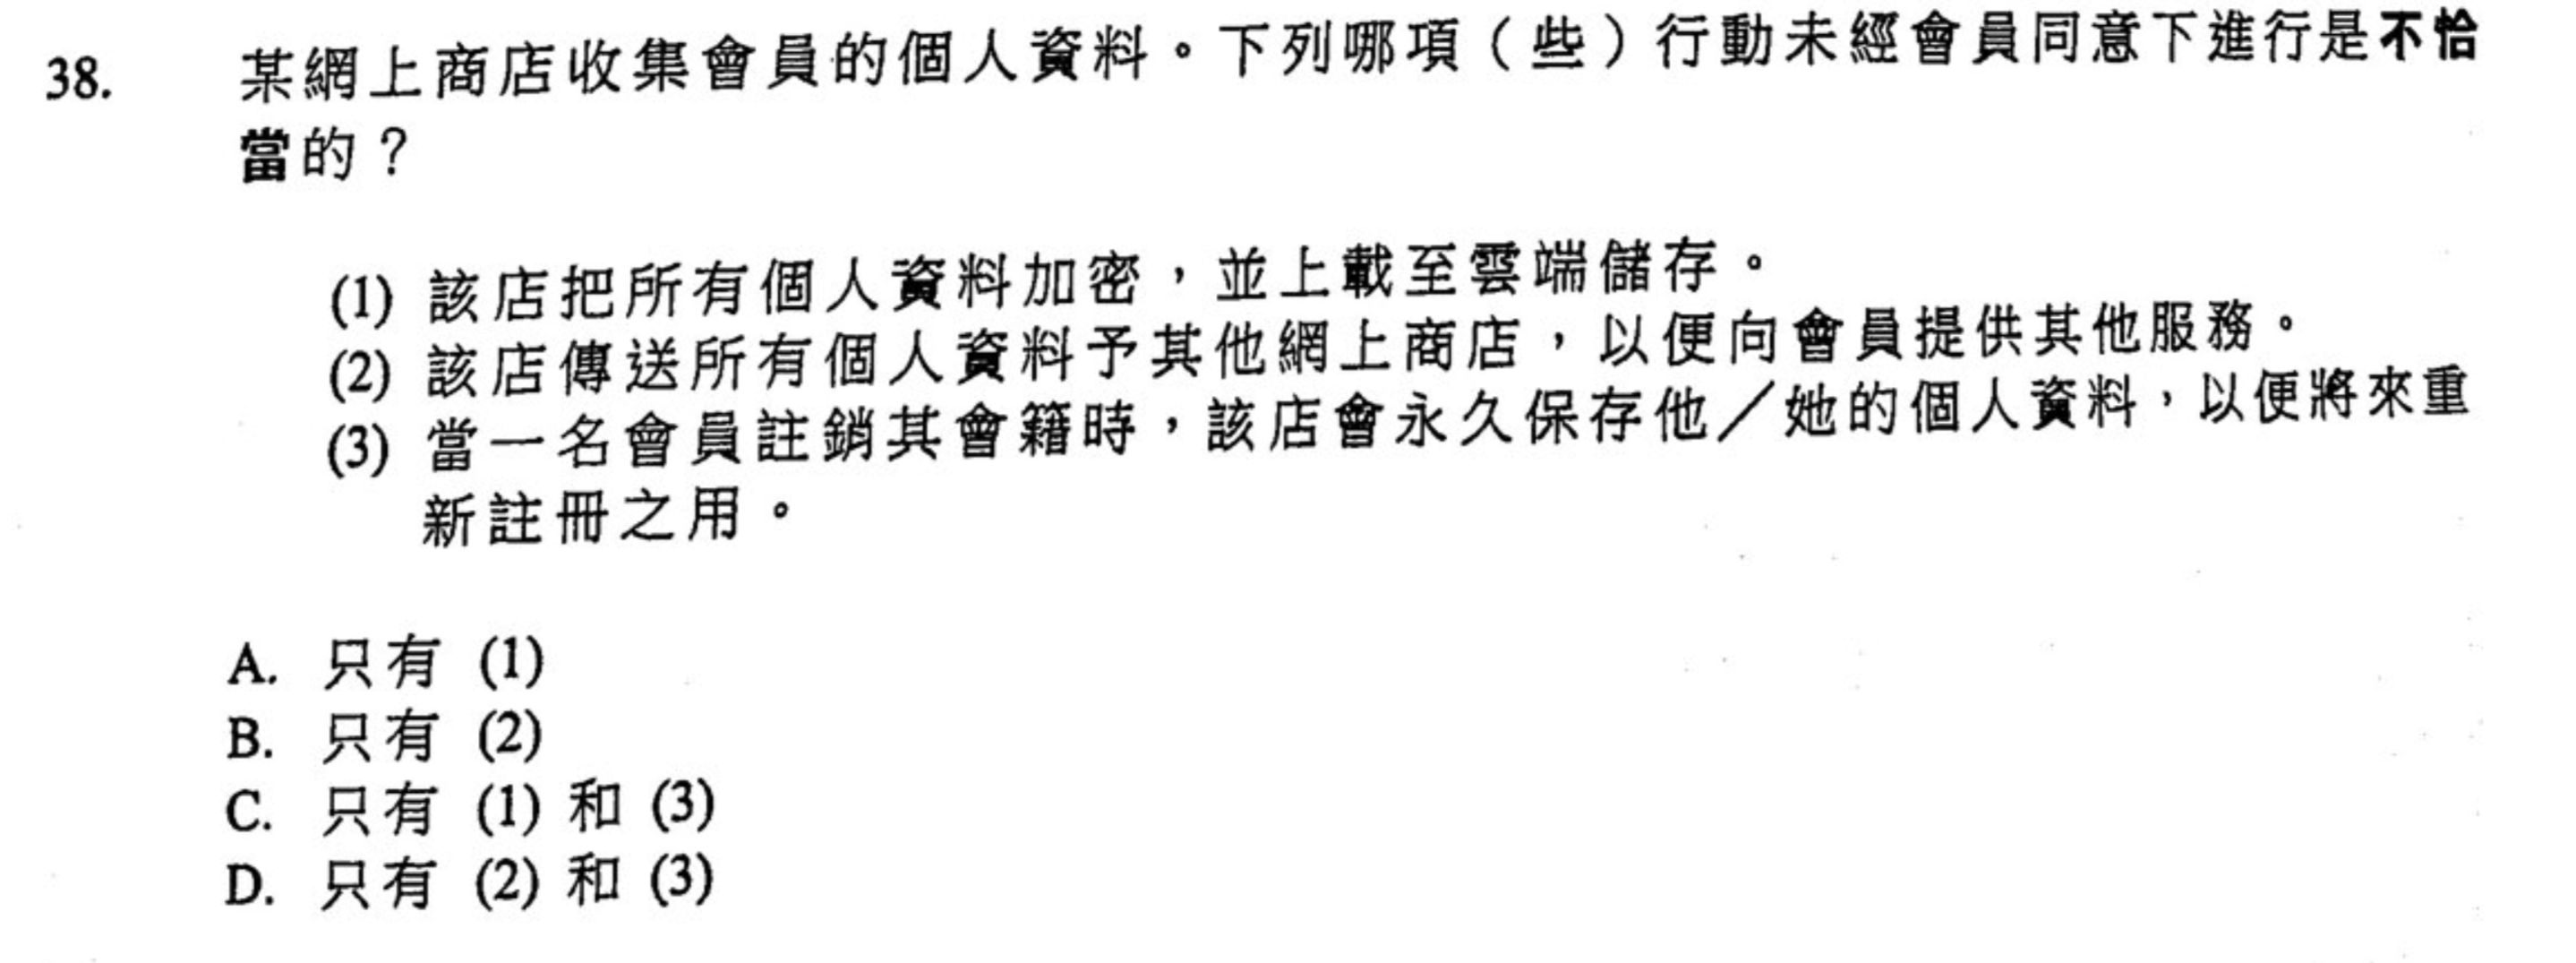 38. 某網上商店收集會員的個人資料。下列哪項（些）行動未經會員同意下進行是不恰
當的？
(1) 該店把所有個人資料加密，並上載至雲端儲存。
(2) 該店傳送所有個人資料予其他網上商店，以便向會員提供其他服務。
(3) 當一名會員註銷其會籍時，該店會永久保存他／她的個人資料，以便將來重
新註冊之用。
A. 只有 (1)
B. 只有 (2)
C. 只有 (1) 和 (3)
D. 只有 (2) 和 (3)